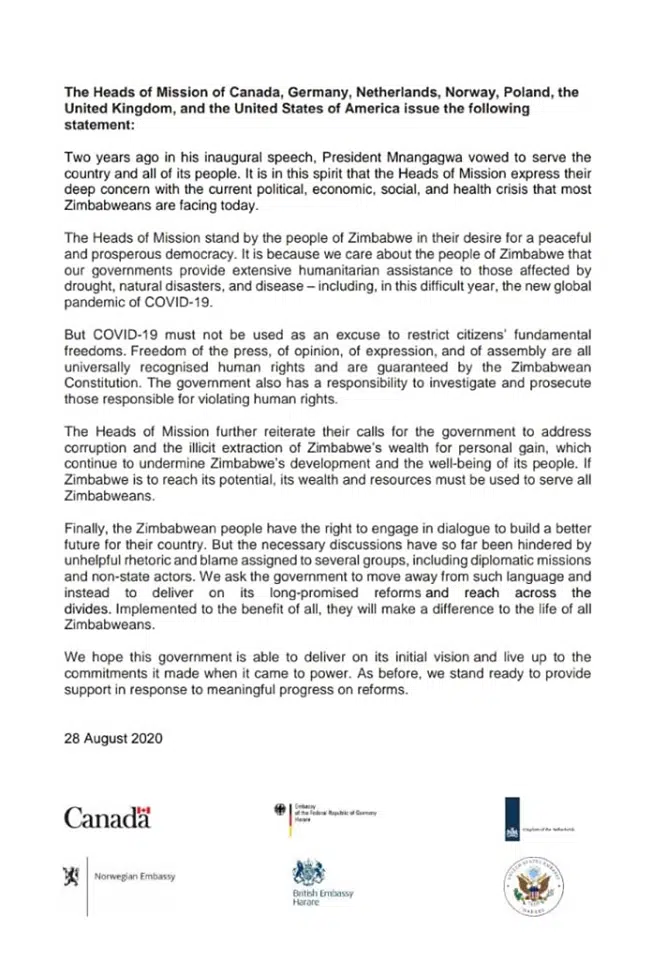 The Heads of Mission of Canada, Germany, Netherlands, Norway, Poland, the
United Kingdom, and the United States of America issue the following
statement:
Two years ago in his inaugural speech, President Mnangagwa vowed to serve the
country and all of its people. It is in this spirit that the Heads of Mission express their
deep concern with the current political, economic, social, and health crisis that most
Zimbabweans are facing today.
The Heads of Mission stand by the people of Zimbabwe in their desire for a peaceful
and prosperous democracy. It is because we care about the people of Zimbabwe that
our governments provide extensive humanitarian assistance to those affected by
drought, natural disasters, and disease – including, in this difficult year, the new global
pandemic of COVID-19.
But COVID-19 must not be used as an excuse to restrict citizens' fundamental
freedoms. Freedom of the press, of opinion, of expression, and of assembly are all
universally recognised human rights and are guaranteed by the Zimbabwean
Constitution. The government also has a responsibility to investigate and prosecute
those responsible for violating human rights.
The Heads of Mission further reiterate their calls for the government to address
corruption and the illicit extraction of Zimbabwe's wealth for personal gain, which
continue to undermine Zimbabwe's development and the well-being of its people. If
Zimbabwe is to reach its potential, its wealth and resources must be used to serve all
Zimbabweans.
Finally, the Zimbabwean people have the right to engage in dialogue to build a better
future for their country. But the necessary discussions have so far been hindered by
unhelpful rhetoric and blame assigned to several groups, including diplomatic missions
and non-state actors. We ask the government to move away from such language and
instead to deliver on its long-promised reforms and reach across the
divides. Implemented to the benefit of all, they will make a difference to the life of all
Zimbabweans.
We hope this government is able to deliver on its initial vision and live up to the
commitments it made when it came to power. As before, we stand ready to provide
support in response to meaningful progress on reforms.
28 August 2020
Canada
Embassy
of the Federal Republic of Germany
Harare
Kingdom of the Netherlands
Norwegian Embassy
British Embassy
Harare
UNITED STATES EMBASSY
HARARE